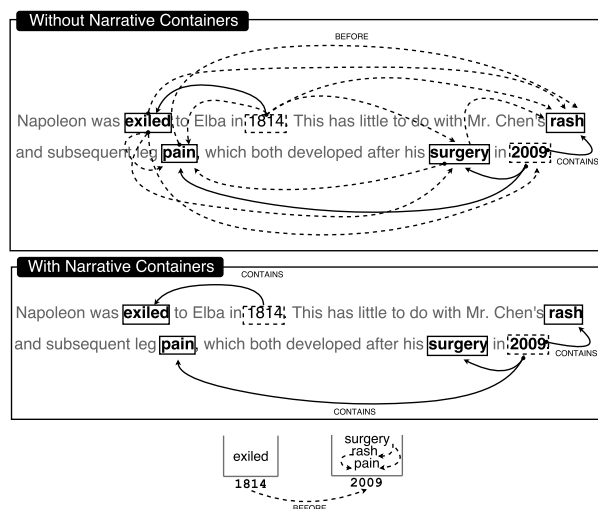 Without Narrative Containers
BEFORE
Napoleon was exiled to Elba in 1814. This has little to do with Mr. Chen's rash
and subsequent leg pain, which both developed after his surgery in 2009.
CONTAINS
With Narrative Containers
CONTAINS
Napoleon was exiled to Elba in 1814. This has little to do with Mr. Chen's rash
and subsequent leg pain, which both developed after his surgery in 2009.
CONTAINS
CONTAINS
surgery
exiled rash
pain
1814 2009
BEFORE